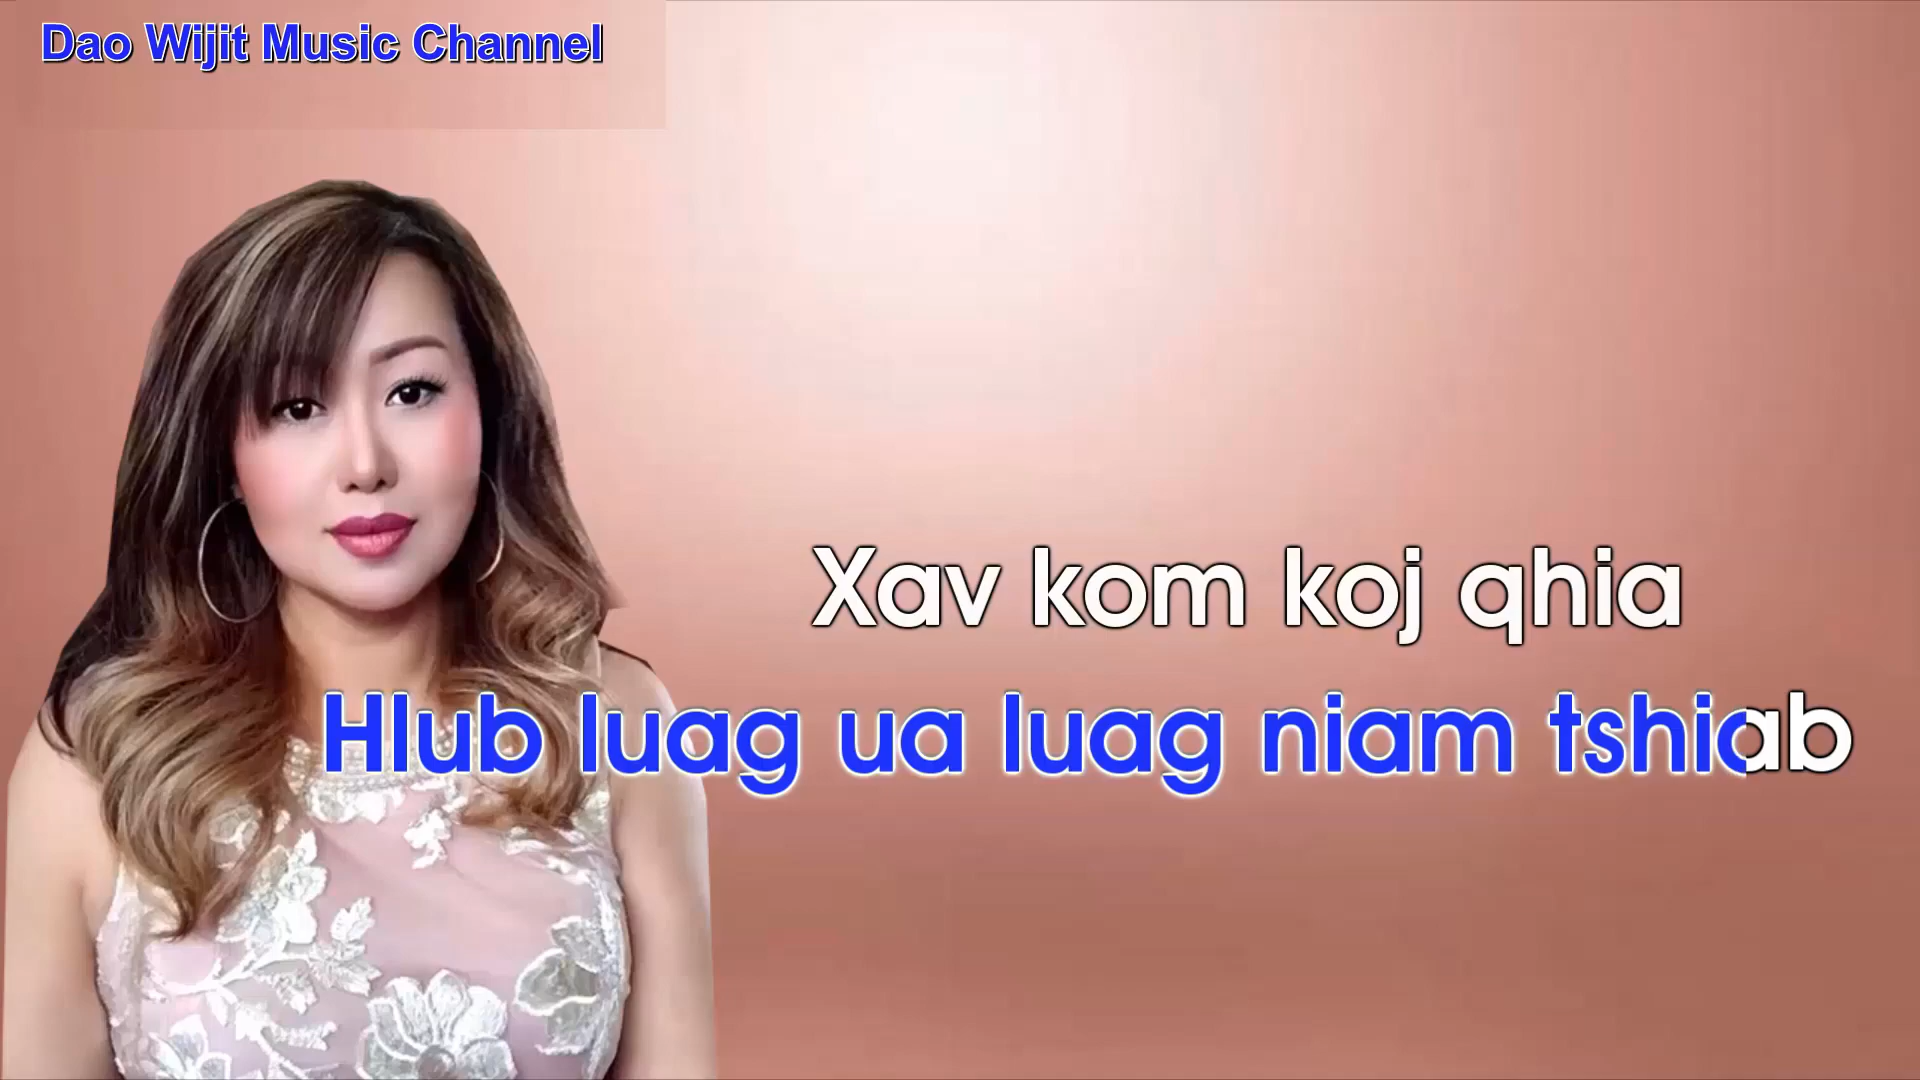 Dao Wijit Music Channel
Xav kom koj qhia
Hlub luag ua luag niam tshiab